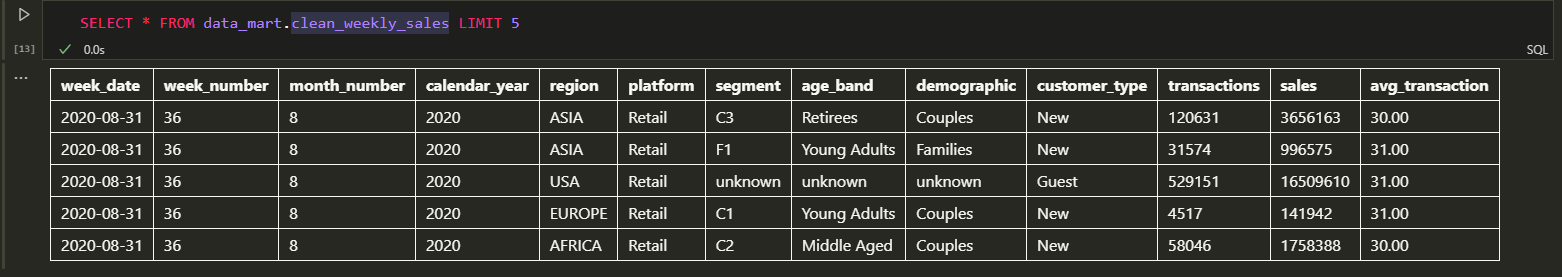 SELECT * FROM data_mart.clean_weekly_sales LIMIT 5
[13]
0.0s
SQL
...
week_date week_number month_number calendar_year region platform segment age_band demographic customer_type transactions sales avg_transaction
2020-08-31 36 8 2020 ASIA Retail C3 Retirees Couples New 120631 3656163 30.00
2020-08-31 36 8 2020 ASIA Retail F1 Young Adults Families New 31574 996575 31.00
2020-08-31 36 8 2020 USA Retail unknown unknown unknown Guest 529151 16509610 31.00
2020-08-31 36 8 2020 EUROPE Retail C1 Young Adults Couples New 4517 141942 31.00
2020-08-31 36 8 2020 AFRICA Retail C2 Middle Aged Couples New 58046 1758388 30.00